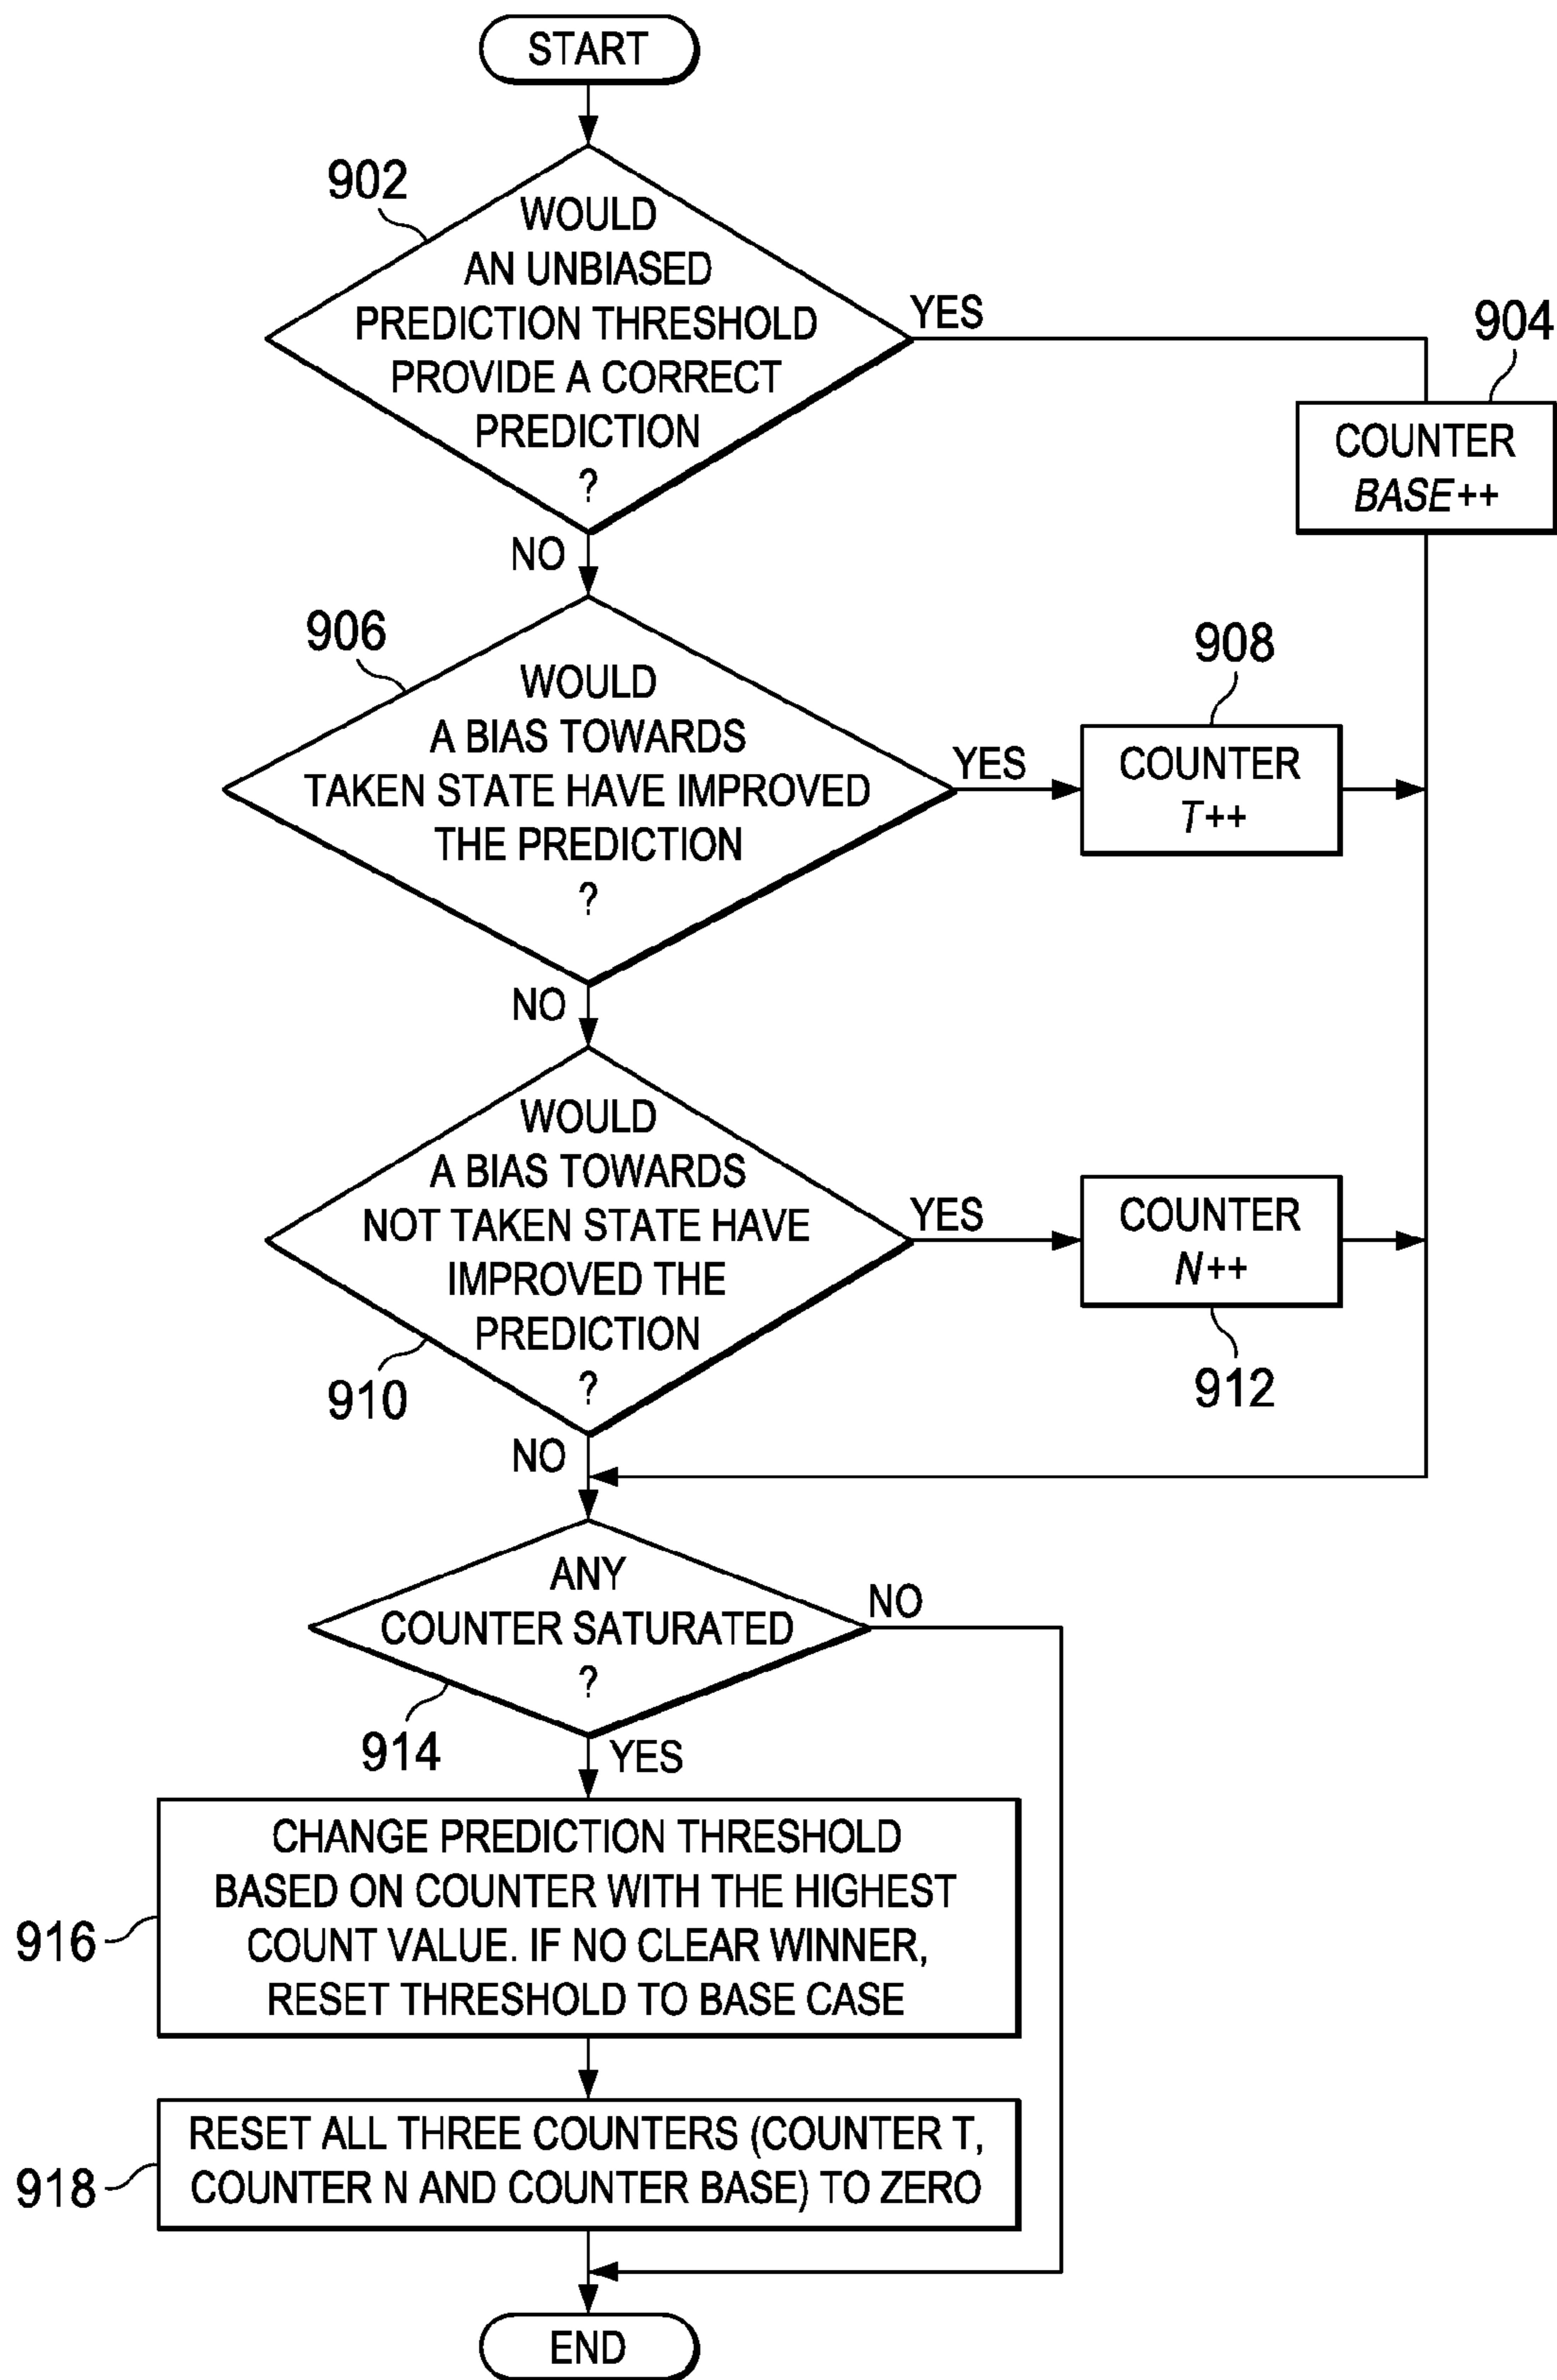 START
902
WOULD
AN UNBIASED
PREDICTION THRESHOLD
PROVIDE A CORRECT
PREDICTION
?
YES
904
COUNTER
BASE++
NO
906
WOULD
A BIAS TOWARDS
TAKEN STATE HAVE IMPROVED
THE PREDICTION
?
YES
908
COUNTER
T++
NO
WOULD
A BIAS TOWARDS
NOT TAKEN STATE HAVE
IMPROVED THE
PREDICTION
?
910
YES
COUNTER
N++
912
NO
ANY
COUNTER SATURATED
?
NO
914
YES
CHANGE PREDICTION THRESHOLD
BASED ON COUNTER WITH THE HIGHEST
COUNT VALUE. IF NO CLEAR WINNER,
RESET THRESHOLD TO BASE CASE
916
RESET ALL THREE COUNTERS (COUNTER T,
COUNTER N AND COUNTER BASE) TO ZERO
918
END